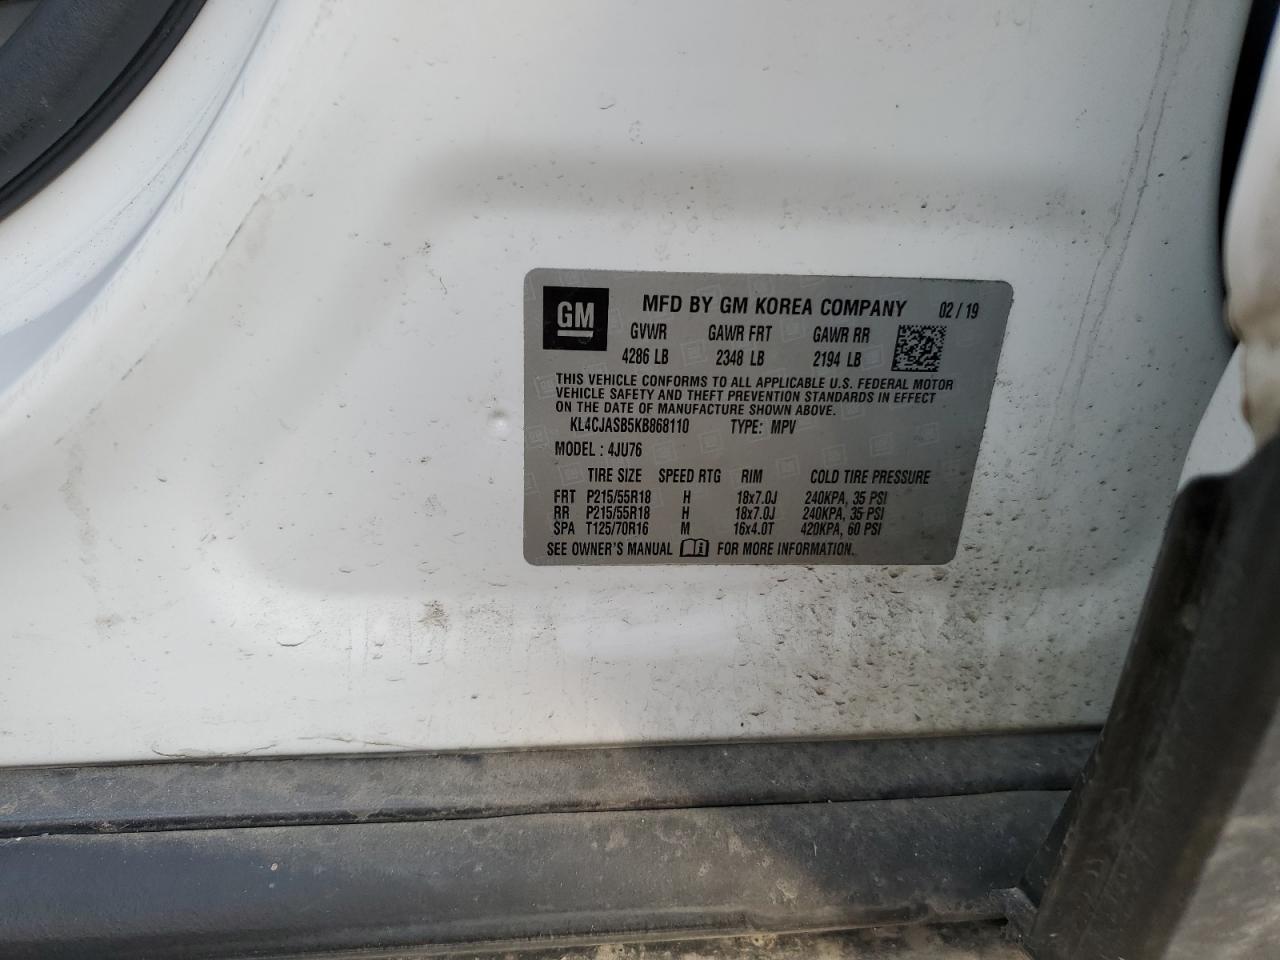 GM MFD BY GM KOREA COMPANY 02 / 19
GVWR GAWR FRT GAWR RR
4286 LB 2348 LB 2194 LB
THIS VEHICLE CONFORMS TO ALL APPLICABLE U.S. FEDERAL MOTOR
VEHICLE SAFETY AND THEFT PREVENTION STANDARDS IN EFFECT
ON THE DATE OF MANUFACTURE SHOWN ABOVE.
KL4CJASB5KB868110 TYPE: MPV
MODEL : 4JU76
TIRE SIZE SPEED RTG RIM COLD TIRE PRESSURE
FRT P215/55R18 H 18x7.0J 240KPA, 35 PSI
RR P215/55R18 H 18x7.0J 240KPA, 35 PSI
SPA T125/70R16 M 16x4.0T 420KPA, 60 PSI
SEE OWNER'S MANUAL FOR MORE INFORMATION.